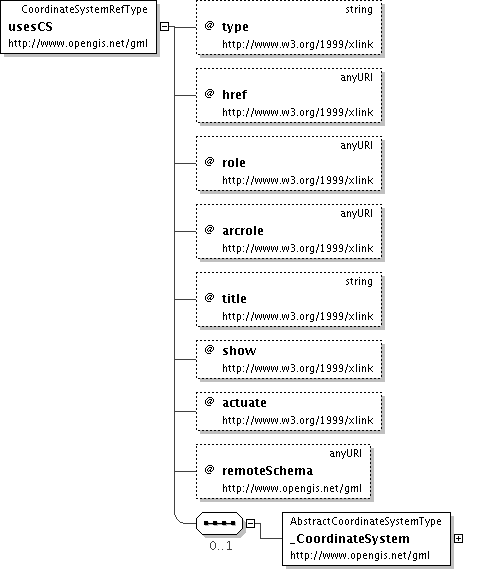 CoordinateSystemRefType
usesCS
http://www.opengis.net/gml
string
@ type
http://www.w3.org/1999/xlink
anyURI
@ href
http://www.w3.org/1999/xlink
anyURI
@ role
http://www.w3.org/1999/xlink
anyURI
@ arcrole
http://www.w3.org/1999/xlink
string
@ title
http://www.w3.org/1999/xlink
@ show
http://www.w3.org/1999/xlink
@ actuate
http://www.w3.org/1999/xlink
anyURI
@ remoteSchema
http://www.opengis.net/gml
0..1
AbstractCoordinateSystemType
_CoordinateSystem
http://www.opengis.net/gml